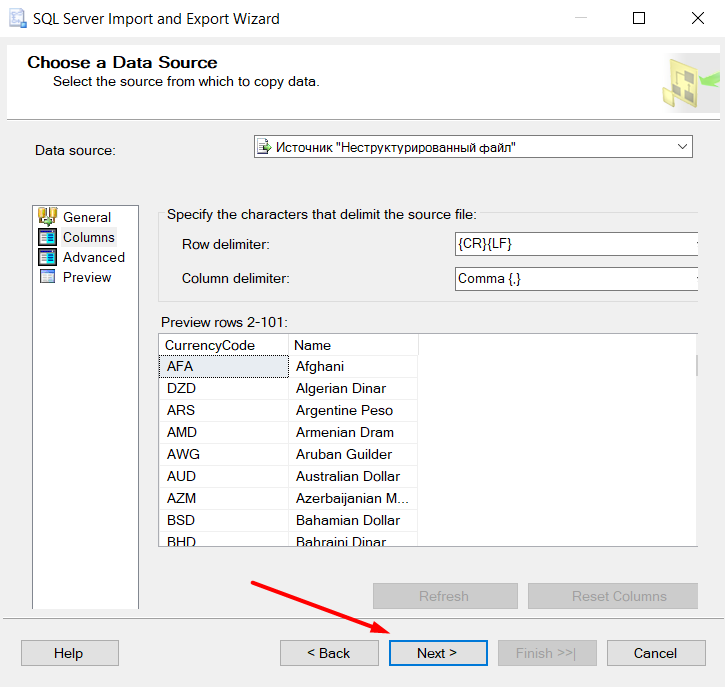 SQL Server Import and Export Wizard
Choose a Data Source
Select the source from which to copy data.
Data source:
Источник "Неструктурированный файл"
General
Columns
Advanced
Preview
Specify the characters that delimit the source file:
Row delimiter:
{CR}{LF}
Column delimiter:
Comma {,}
Preview rows 2-101:
CurrencyCode Name
AFA Afghani
DZD Algerian Dinar
ARS Argentine Peso
AMD Armenian Dram
AWG Aruban Guilder
AUD Australian Dollar
AZM Azerbaijanian M...
BSD Bahamian Dollar
BHD Bahraini Dinar
Refresh Reset Columns
Help < Back Next > Finish >>| Cancel